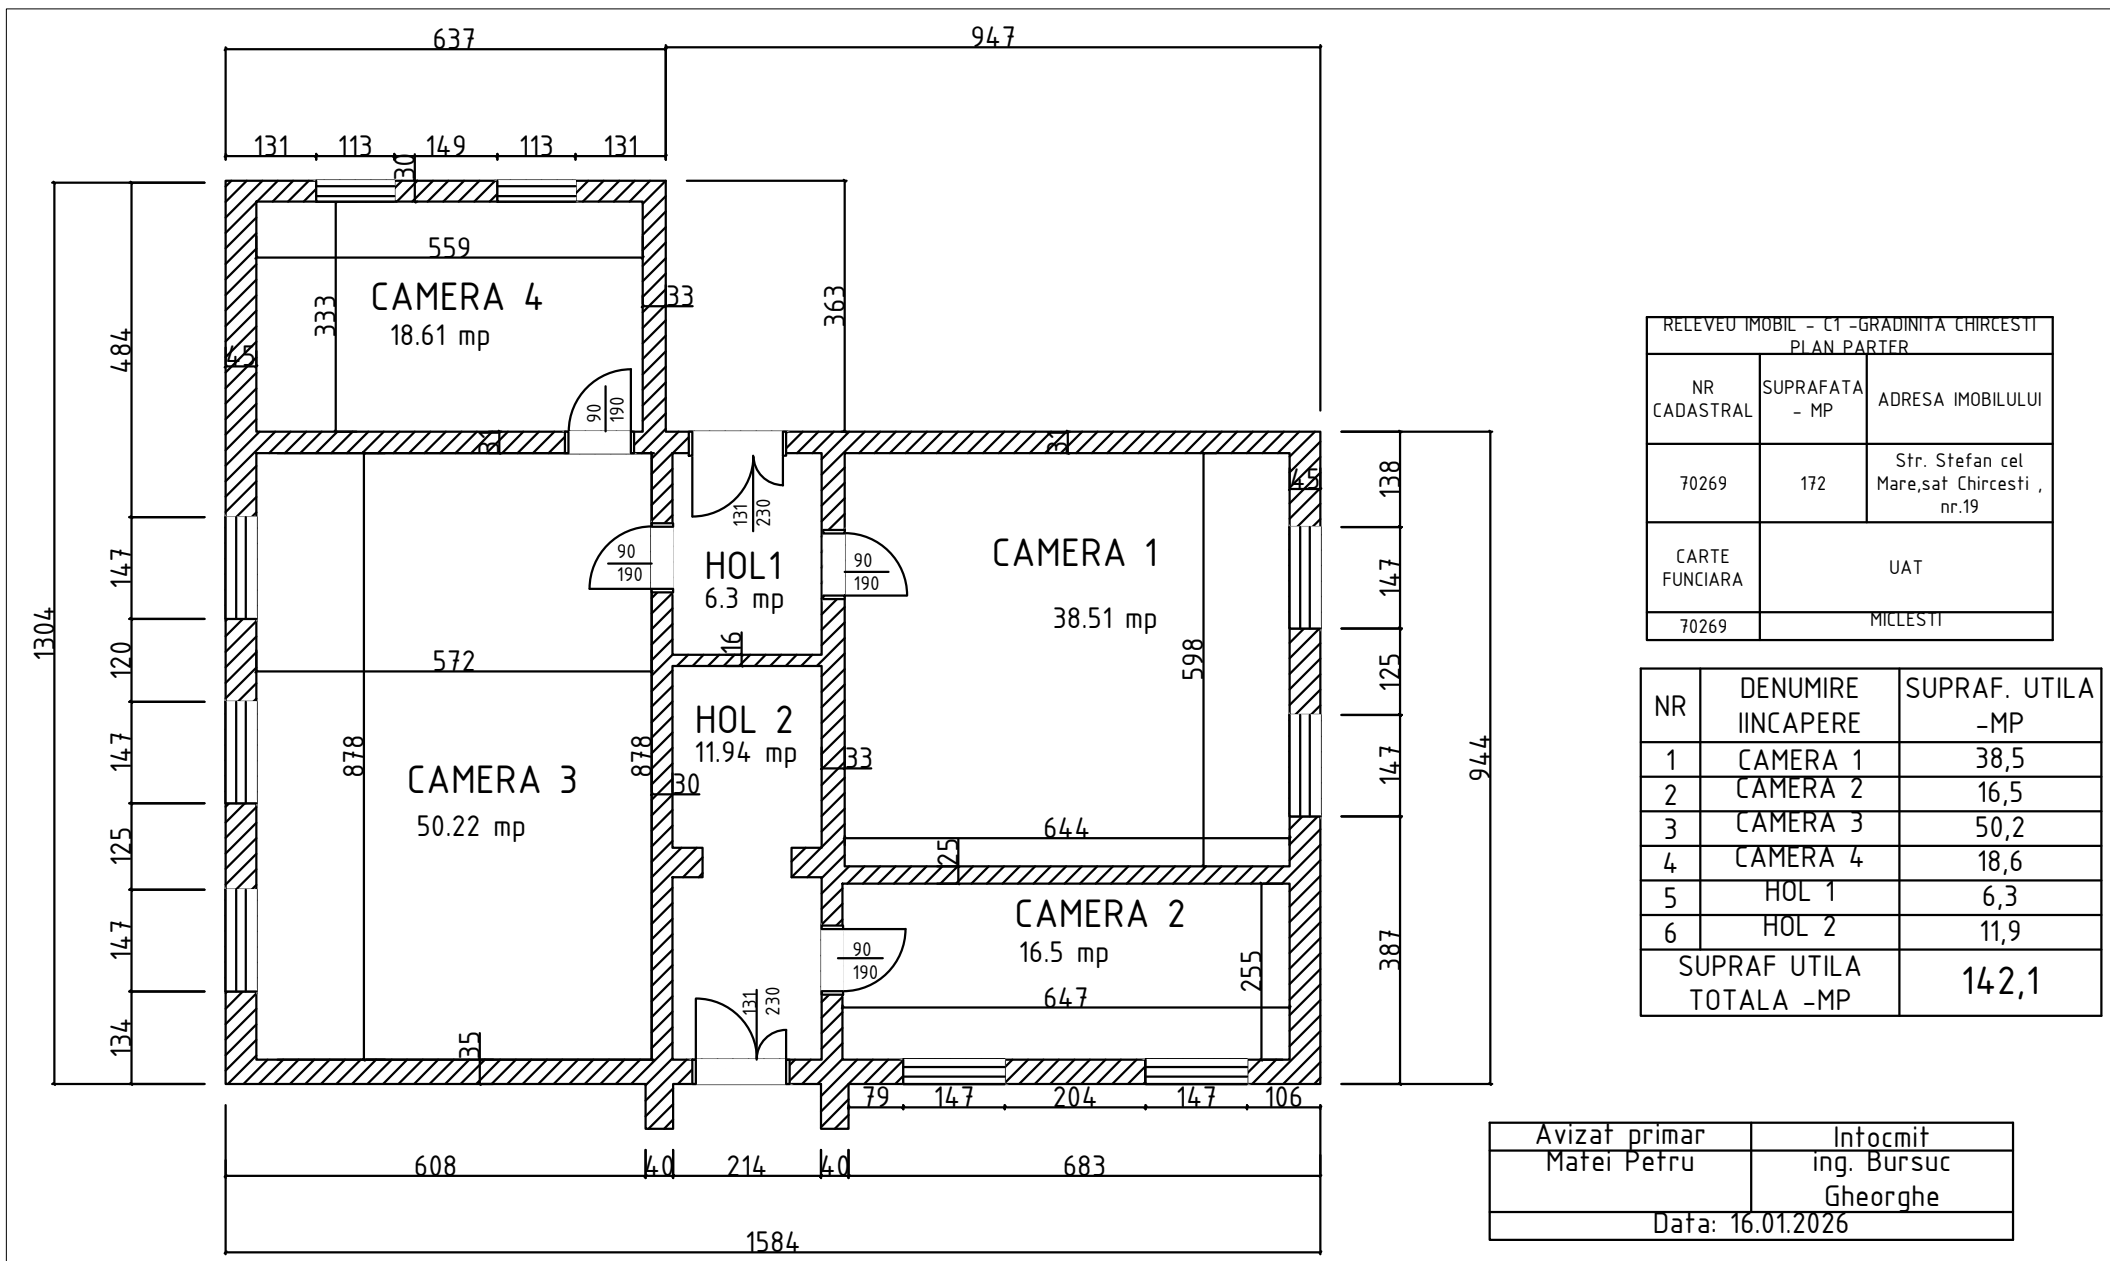 637
947
131
113
30
149
113
131
559
333
CAMERA 4
18.61 mp
33
363
45
484
90
190
31
31
45
138
131
230
90
190
HOL1
6.3 mp
90
190
CAMERA 1
38.51 mp
147
147
1304
120
572
16
598
125
HOL 2
11.94 mp
147
878
878
33
30
147
944
CAMERA 3
50.22 mp
644
25
125
CAMERA 2
16.5 mp
90
190
255
387
147
647
131
230
134
35
79
147
204
147
106
608
40
214
40
683
1584
RELEVEU IMOBIL - C1 -GRADINITA CHIRCESTI
PLAN PARTER
NR
CADASTRAL
SUPRAFATA
- MP
ADRESA IMOBILULUI
70269
172
Str. Stefan cel
Mare,sat Chircesti ,
nr.19
CARTE
FUNCIARA
UAT
70269
MICLESTI
NR
DENUMIRE
IINCAPERE
SUPRAF. UTILA
-MP
1 CAMERA 1 38,5
2 CAMERA 2 16,5
3 CAMERA 3 50,2
4 CAMERA 4 18,6
5 HOL 1 6,3
6 HOL 2 11,9
SUPRAF UTILA
TOTALA -MP
142,1
Avizat primar
Matei Petru
Intocmit
ing. Bursuc
Gheorghe
Data: 16.01.2026